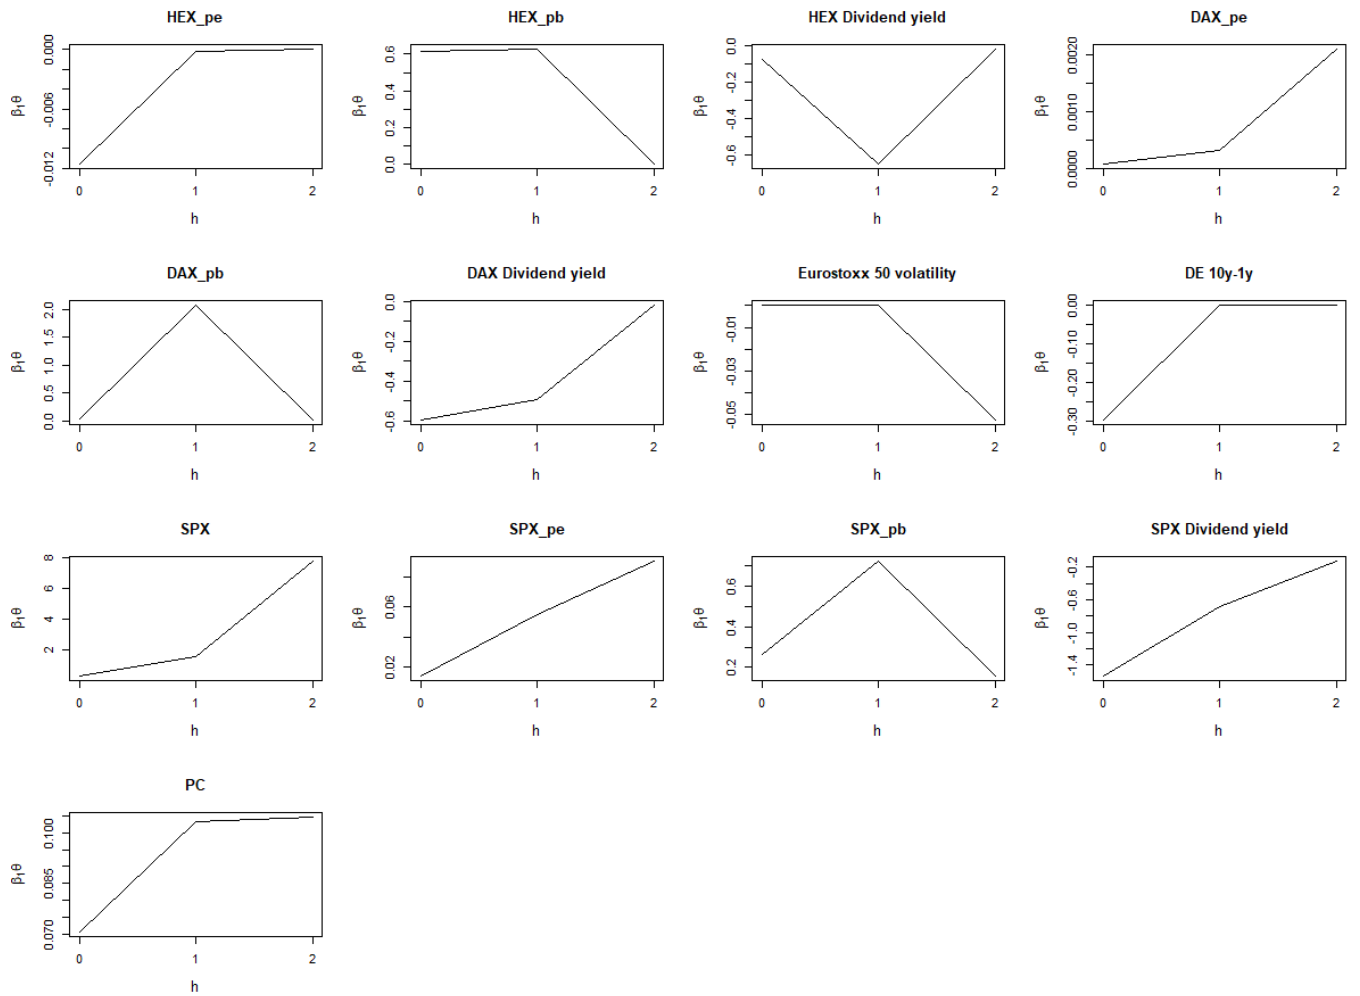 HEX_pe
β₁θ
-0.012 -0.006 0.000
0 1 2
h
HEX_pb
β₁θ
0.0 0.2 0.4 0.6
0 1 2
h
HEX Dividend yield
β₁θ
-0.6 -0.4 -0.2 0.0
0 1 2
h
DAX_pe
β₁θ
0.0000 0.0010 0.0020
0 1 2
h
DAX_pb
β₁θ
0.0 0.5 1.0 1.5 2.0
0 1 2
h
DAX Dividend yield
β₁θ
-0.6 -0.4 -0.2 0.0
0 1 2
h
Eurostoxx 50 volatility
β₁θ
-0.05 -0.03 -0.01
0 1 2
h
DE 10y-1y
β₁θ
-0.30 -0.20 -0.10 0.00
0 1 2
h
SPX
β₁θ
2 4 6 8
0 1 2
h
SPX_pe
β₁θ
0.02 0.06
0 1 2
h
SPX_pb
β₁θ
0.2 0.4 0.6
0 1 2
h
SPX Dividend yield
β₁θ
-1.4 -1.0 -0.6 -0.2
0 1 2
h
PC
β₁θ
0.070 0.085 0.100
0 1 2
h